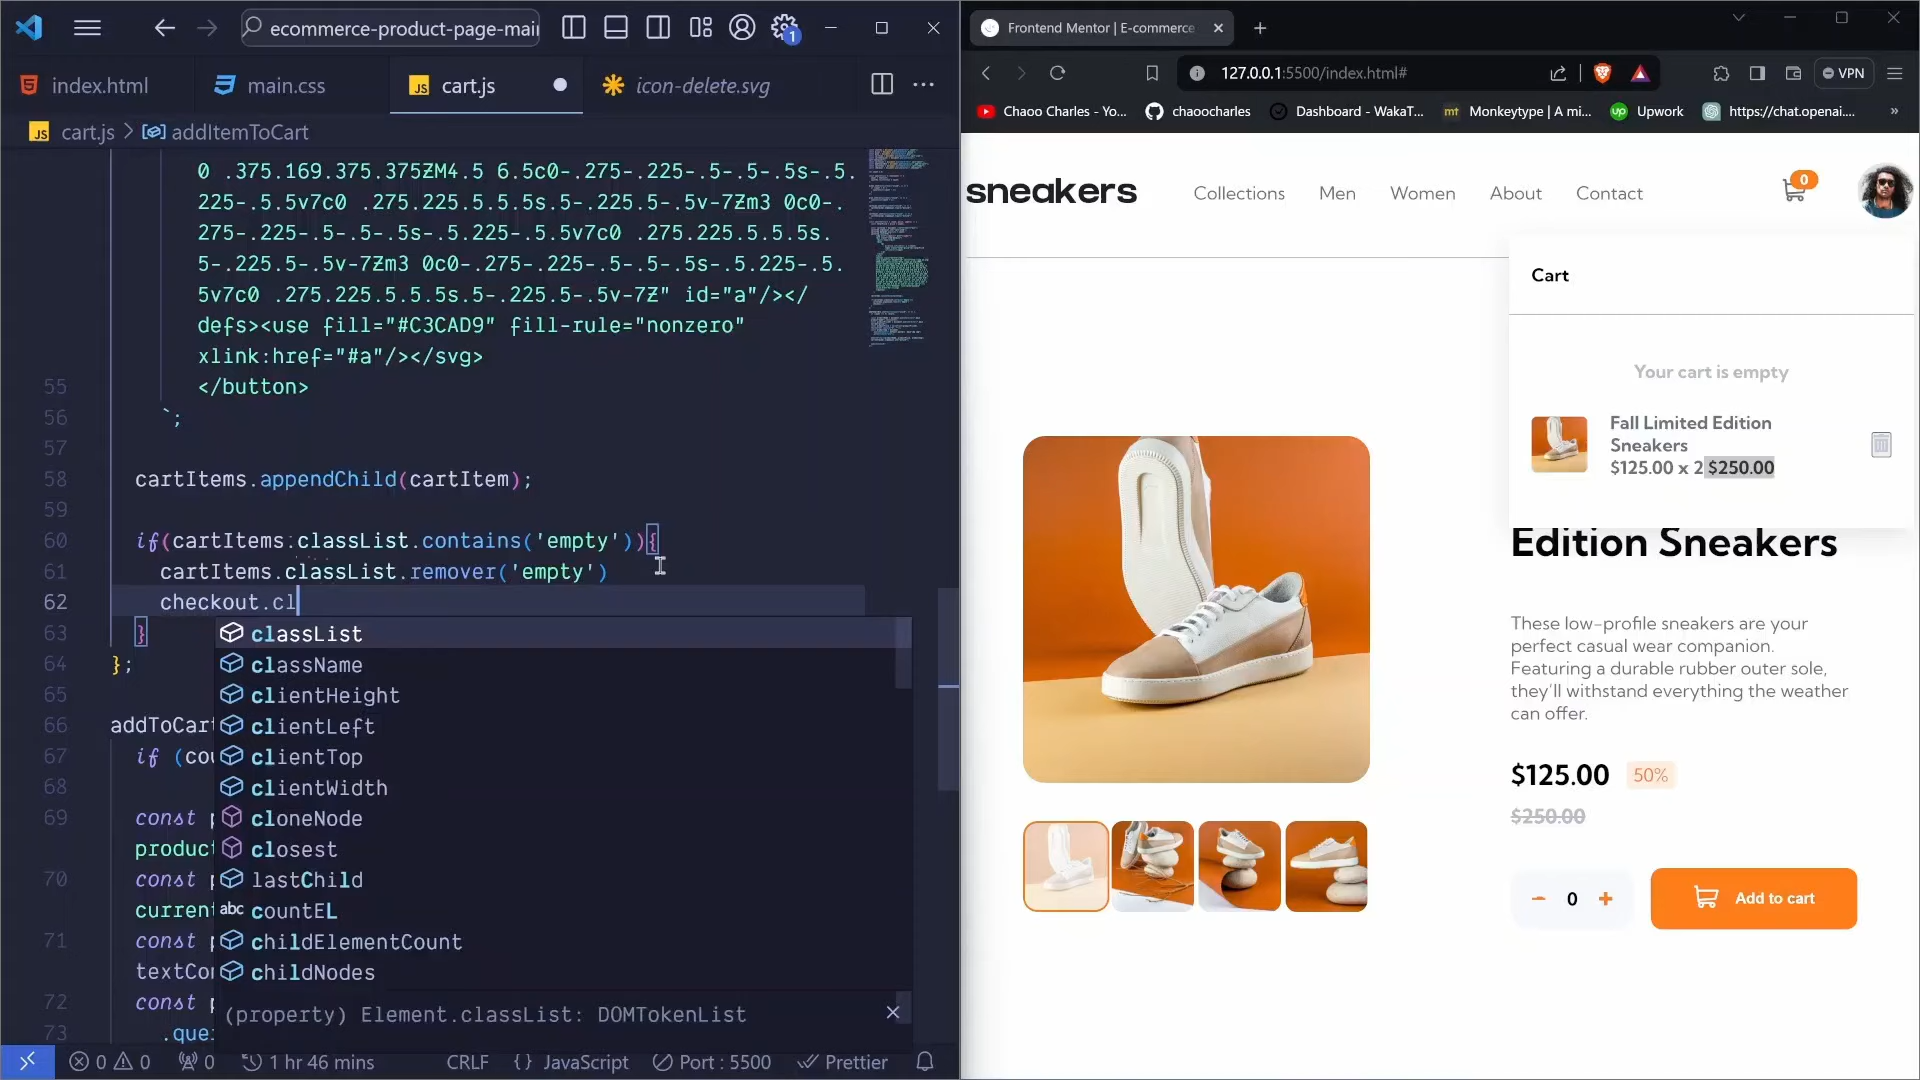 ecommerce-product-page-mai
1
index.html
main.css
cart.js
icon-delete.svg
cart.js > addItemToCart
0 .375.169.375.375ZM4.5 6.5c0-.275-.225-.5-.5-.5s-.5.
225-.5.5v7c0 .275.225.5.5.5s.5-.225.5-.5v-7Zm3 0c0-.
275-.225-.5-.5-.5s-.5.225-.5.5v7c0 .275.225.5.5.5s.
5-.225.5-.5v-7Zm3 0c0-.275-.225-.5-.5-.5s-.5.225-.5.
5v7c0 .275.225.5.5.5s.5-.225.5-.5v-7Z" id="a"/></
defs><use fill="#C3CAD9" fill-rule="nonzero"
xlink:href="#a"/></svg>
55 </button>
56 `;
57
58 cartItems.appendChild(cartItem);
59
60 if(cartItems.classList.contains('empty')){
61 cartItems.classList.remover('empty')
62 checkout.cl
63 }
64 };
65
66 addToCart
67 if (cou
68
69 const p
produc
70 const p
current
71 const p
textCon
72 const p
73 .que
classList
className
clientHeight
clientLeft
clientTop
clientWidth
cloneNode
closest
lastChild
abc countEL
childElementCount
childNodes
(property) Element.classList: DOMTokenList
0 0 0 1 hr 46 mins CRLF {} JavaScript Port : 5500 Prettier
Frontend Mentor | E-commerce
127.0.0.1:5500/index.html#
VPN
Chaoo Charles - Yo...
chaoocharles
Dashboard - WakaT...
mt Monkeytype | A mi...
up Upwork
https://chat.openai....
»
sneakers
Collections
Men
Women
About
Contact
0
Cart
Your cart is empty
Fall Limited Edition
Sneakers
$125.00 x 2 $250.00
Edition Sneakers
These low-profile sneakers are your
perfect casual wear companion.
Featuring a durable rubber outer sole,
they'll withstand everything the weather
can offer.
$125.00 50%
$250.00
0
Add to cart